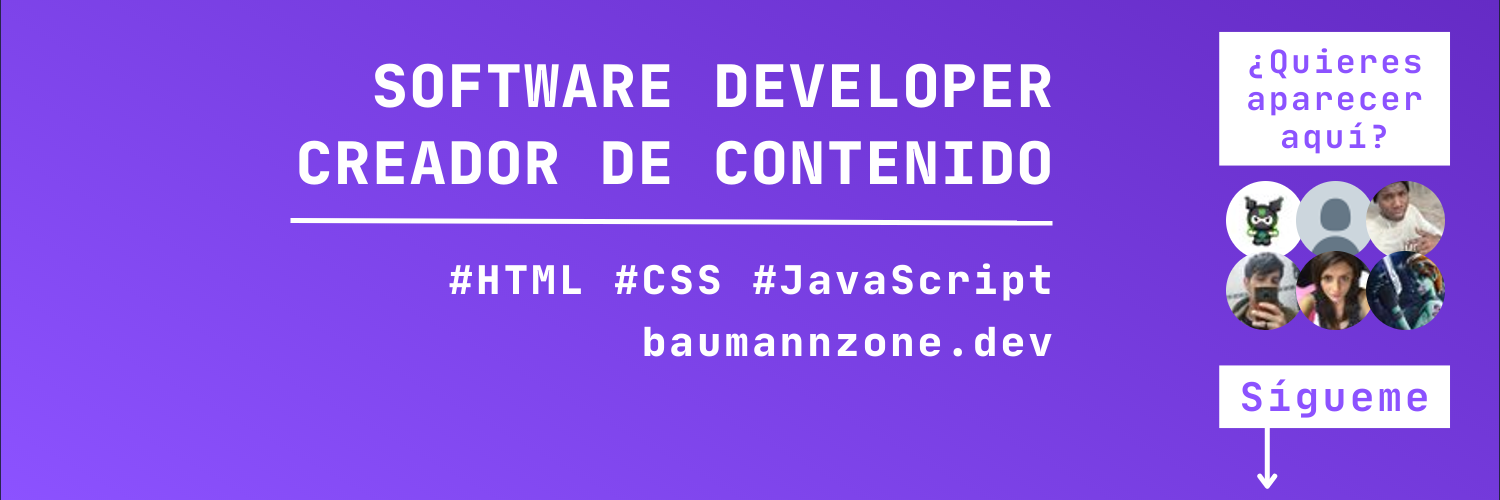 SOFTWARE DEVELOPER
CREADOR DE CONTENIDO
#HTML #CSS #JavaScript
baumannzone.dev
¿Quieres
aparecer
aquí?
Sígueme